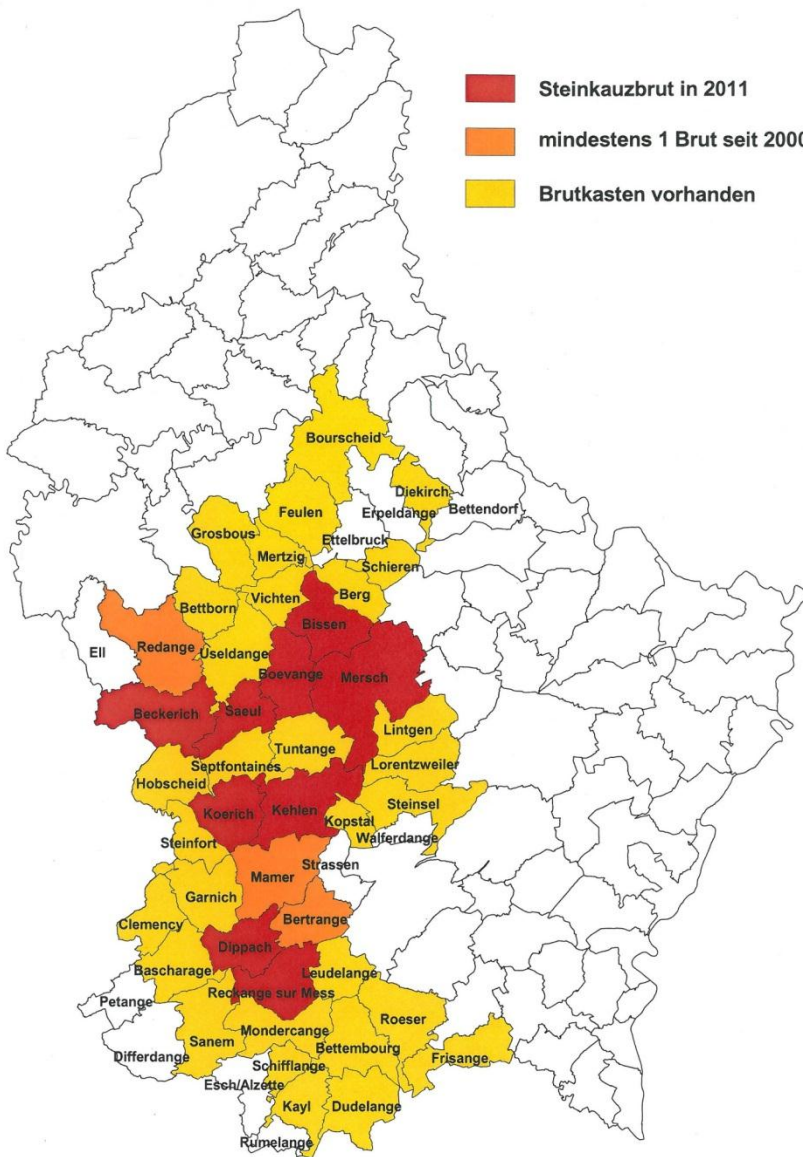 Steinkauzbrut in 2011
mindestens 1 Brut seit 2000
Brutkasten vorhanden
Bourscheid
Diekirch
Feulen
Erpeldange
Bettendorf
Grosbous
Ettelbruck
Mertzig
Schieren
Vichten
Berg
Bettborn
Bissen
Ell
Redange
Useldange
Boevange
Mersch
Beckerich
Saeul
Lintgen
Tuntange
Septfontaines
Lorentzweiler
Hobscheid
Steinsel
Koerich
Kehlen
Kopstal
Walferdange
Steinfort
Strassen
Mamer
Garnich
Bertrange
Clemency
Dippach
Bascharage
Leudelange
Reckange sur Mess
Petange
Roeser
Mondercange
Sanem
Bettembourg
Differdange
Frisange
Schifflange
Esch/Alzette
Kayl
Dudelange
Rumelange